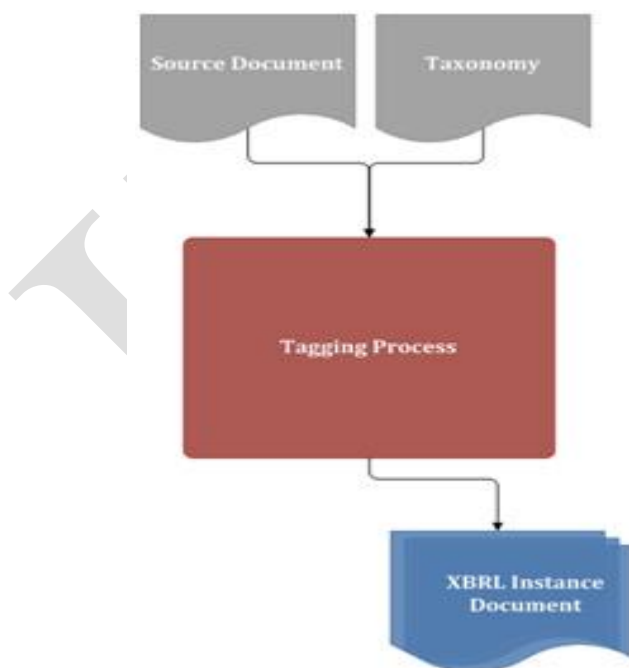 Source Document
Taxonomy
Tagging Process
XBRL Instance
Document